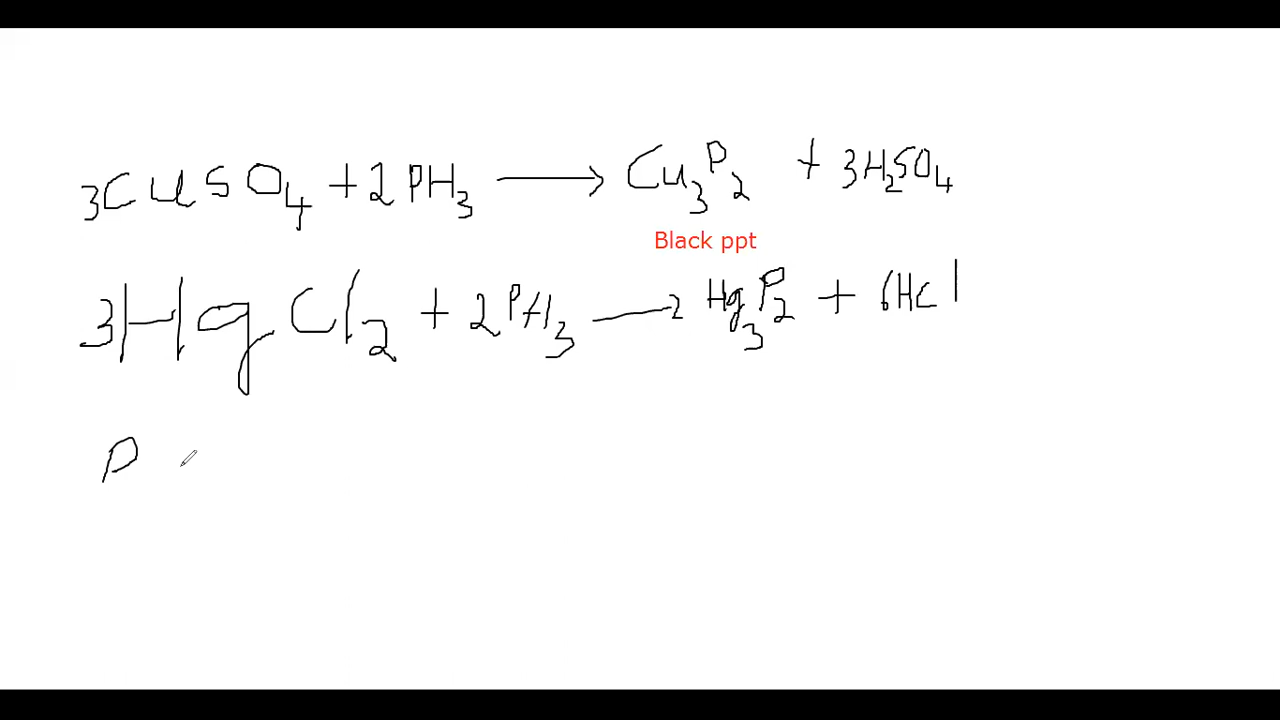 3CuSO4 + 2PH3 → Cu3P2 + 3H2SO4
Black ppt
3HgCl2 + 2PH3 → Hg3P2 + 6HCl
P